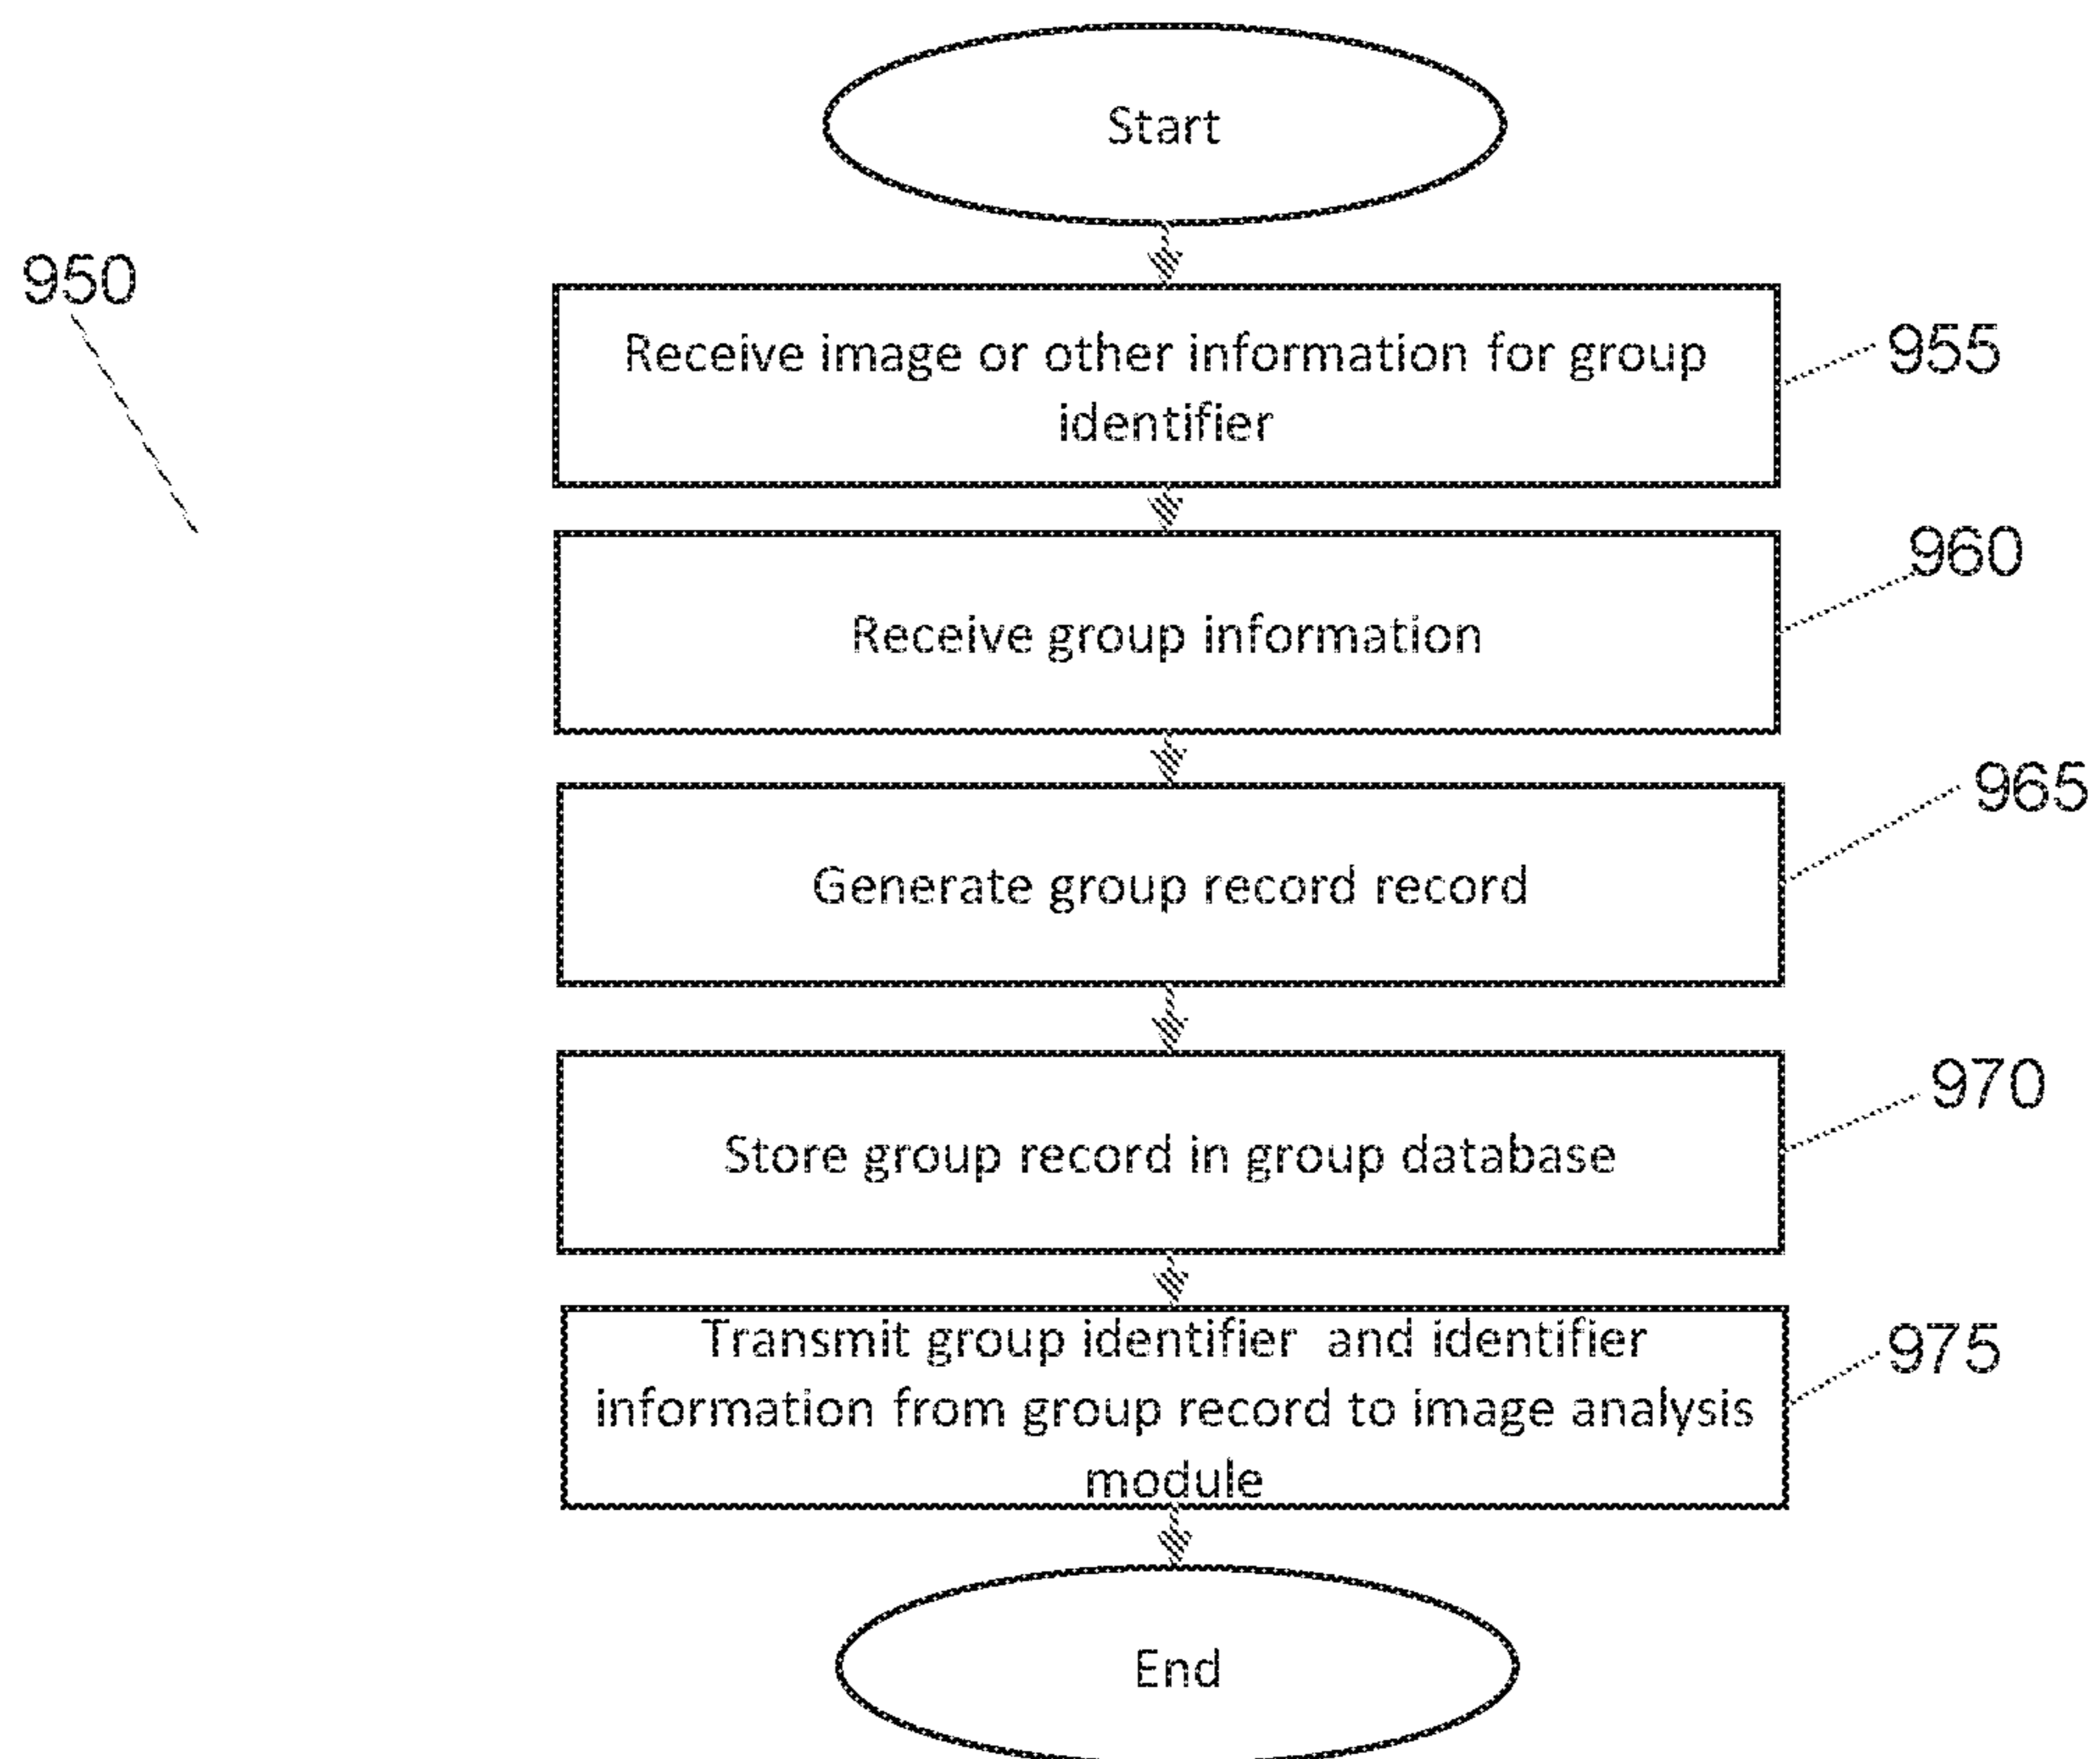 Start
950
Receive image or other information for group
identifier
955
960
Receive group information
965
Generate group record record
970
Store group record in group database
Transmit group identifier and identifier
information from group record to image analysis
module
975
End